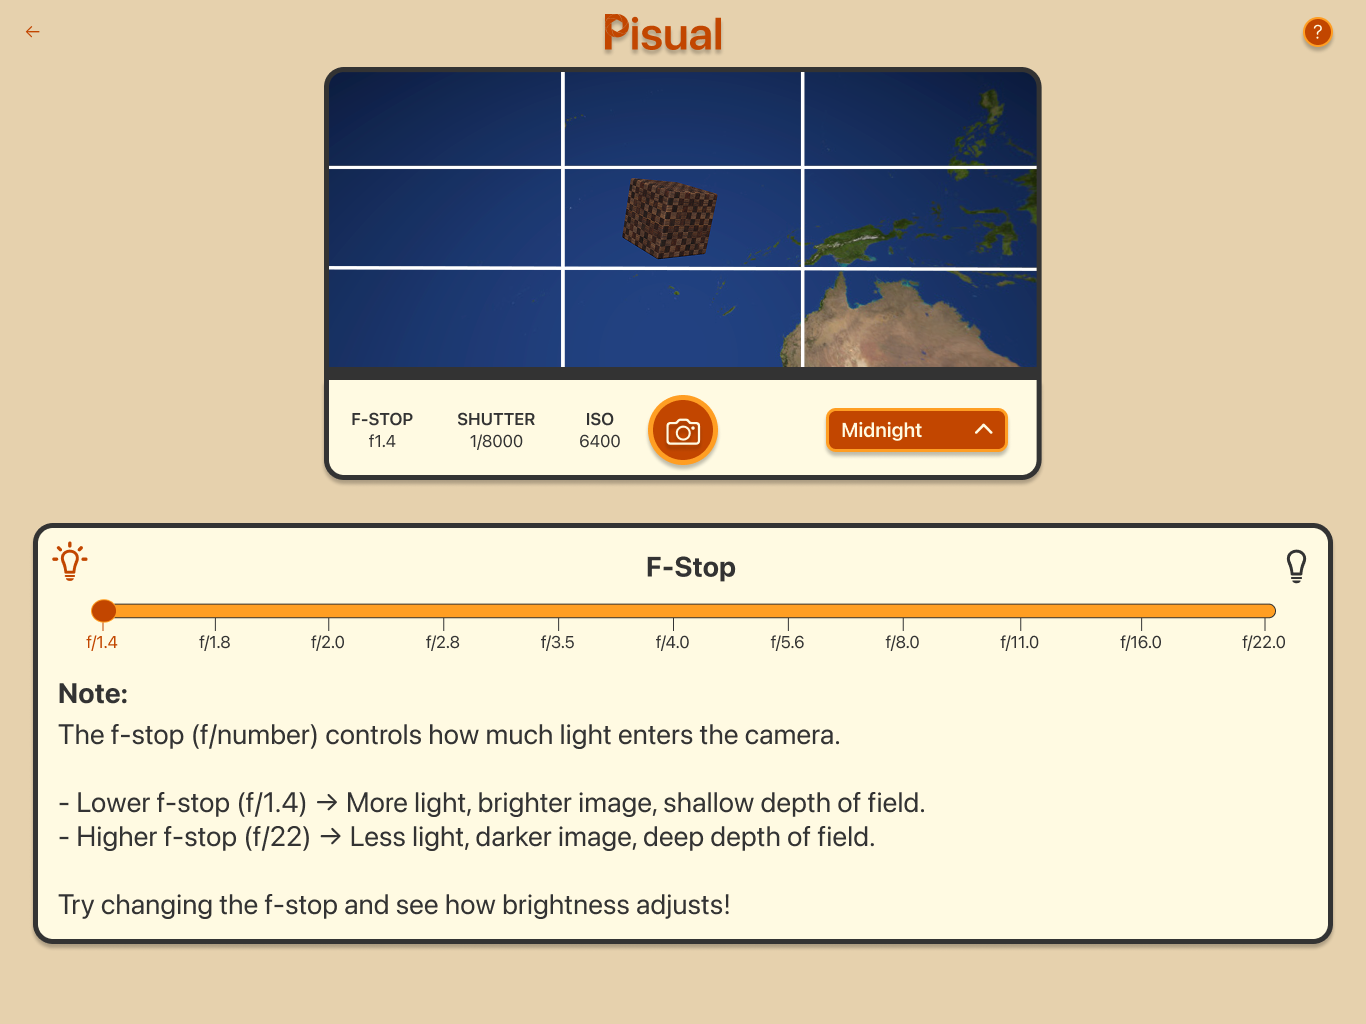 Pisual
?
F-STOP SHUTTER ISO
f1.4 1/8000 6400
Midnight
F-Stop
f/1.4 f/1.8 f/2.0 f/2.8 f/3.5 f/4.0 f/5.6 f/8.0 f/11.0 f/16.0 f/22.0
Note:
The f-stop (f/number) controls how much light enters the camera.
- Lower f-stop (f/1.4) → More light, brighter image, shallow depth of field.
- Higher f-stop (f/22) → Less light, darker image, deep depth of field.
Try changing the f-stop and see how brightness adjusts!